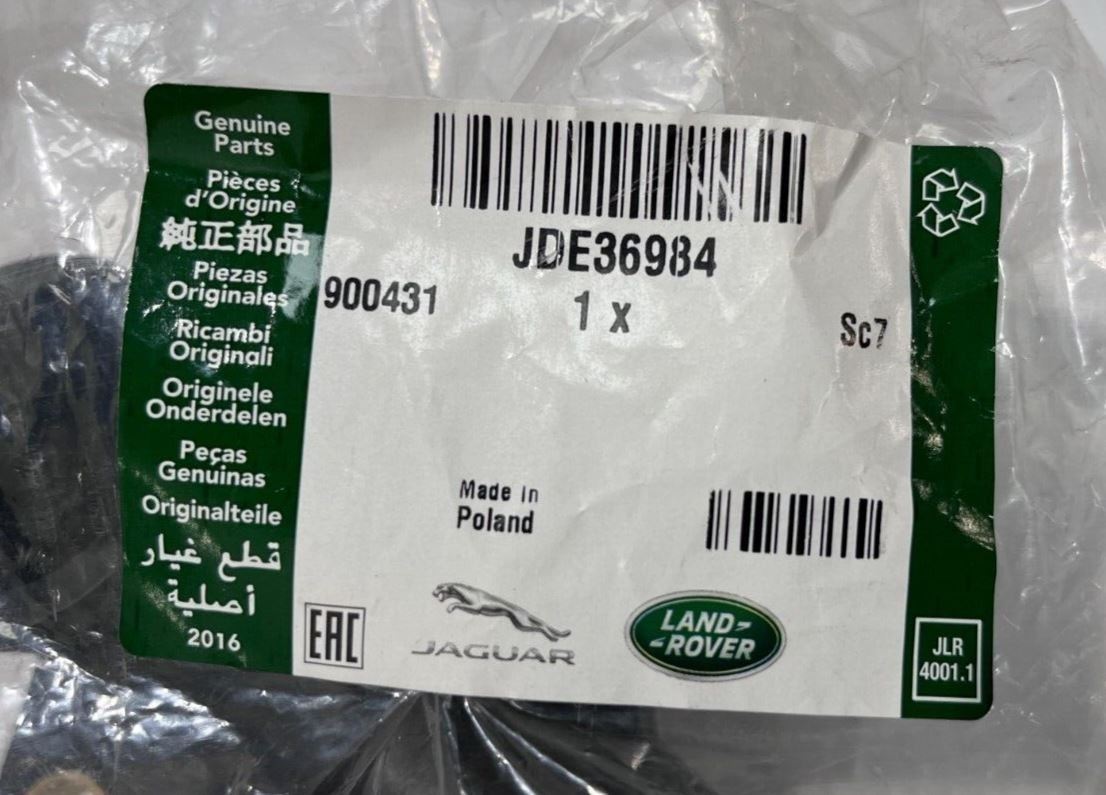 Genuine
Parts
Pièces
d'Origine
純正部品
Piezas
Originales
Ricambi
Originali
Originele
Onderdelen
Peças
Genuinas
Originalteile
قطع غيار
أصلية
2016
JDE36984
900431
1 x
Sc7
Made in
Poland
EAC
JAGUAR
LAND-
-ROVER
JLR
4001.1